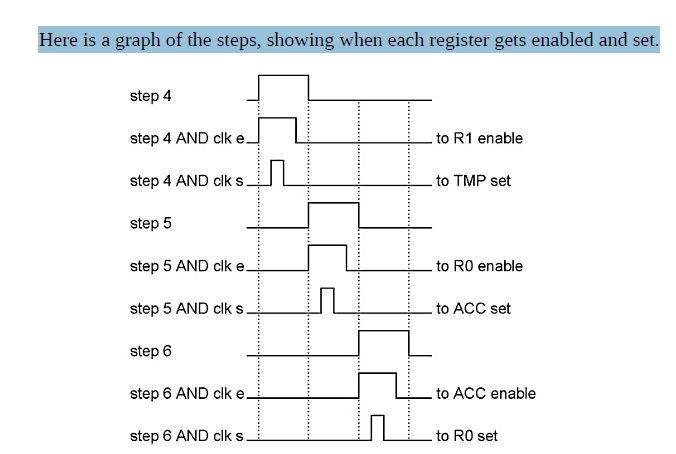 Here is a graph of the steps, showing when each register gets enabled and set.
step 4
step 4 AND clk e to R1 enable
step 4 AND clk s to TMP set
step 5
step 5 AND clk e to R0 enable
step 5 AND clk s to ACC set
step 6
step 6 AND clk e to ACC enable
step 6 AND clk s to R0 set